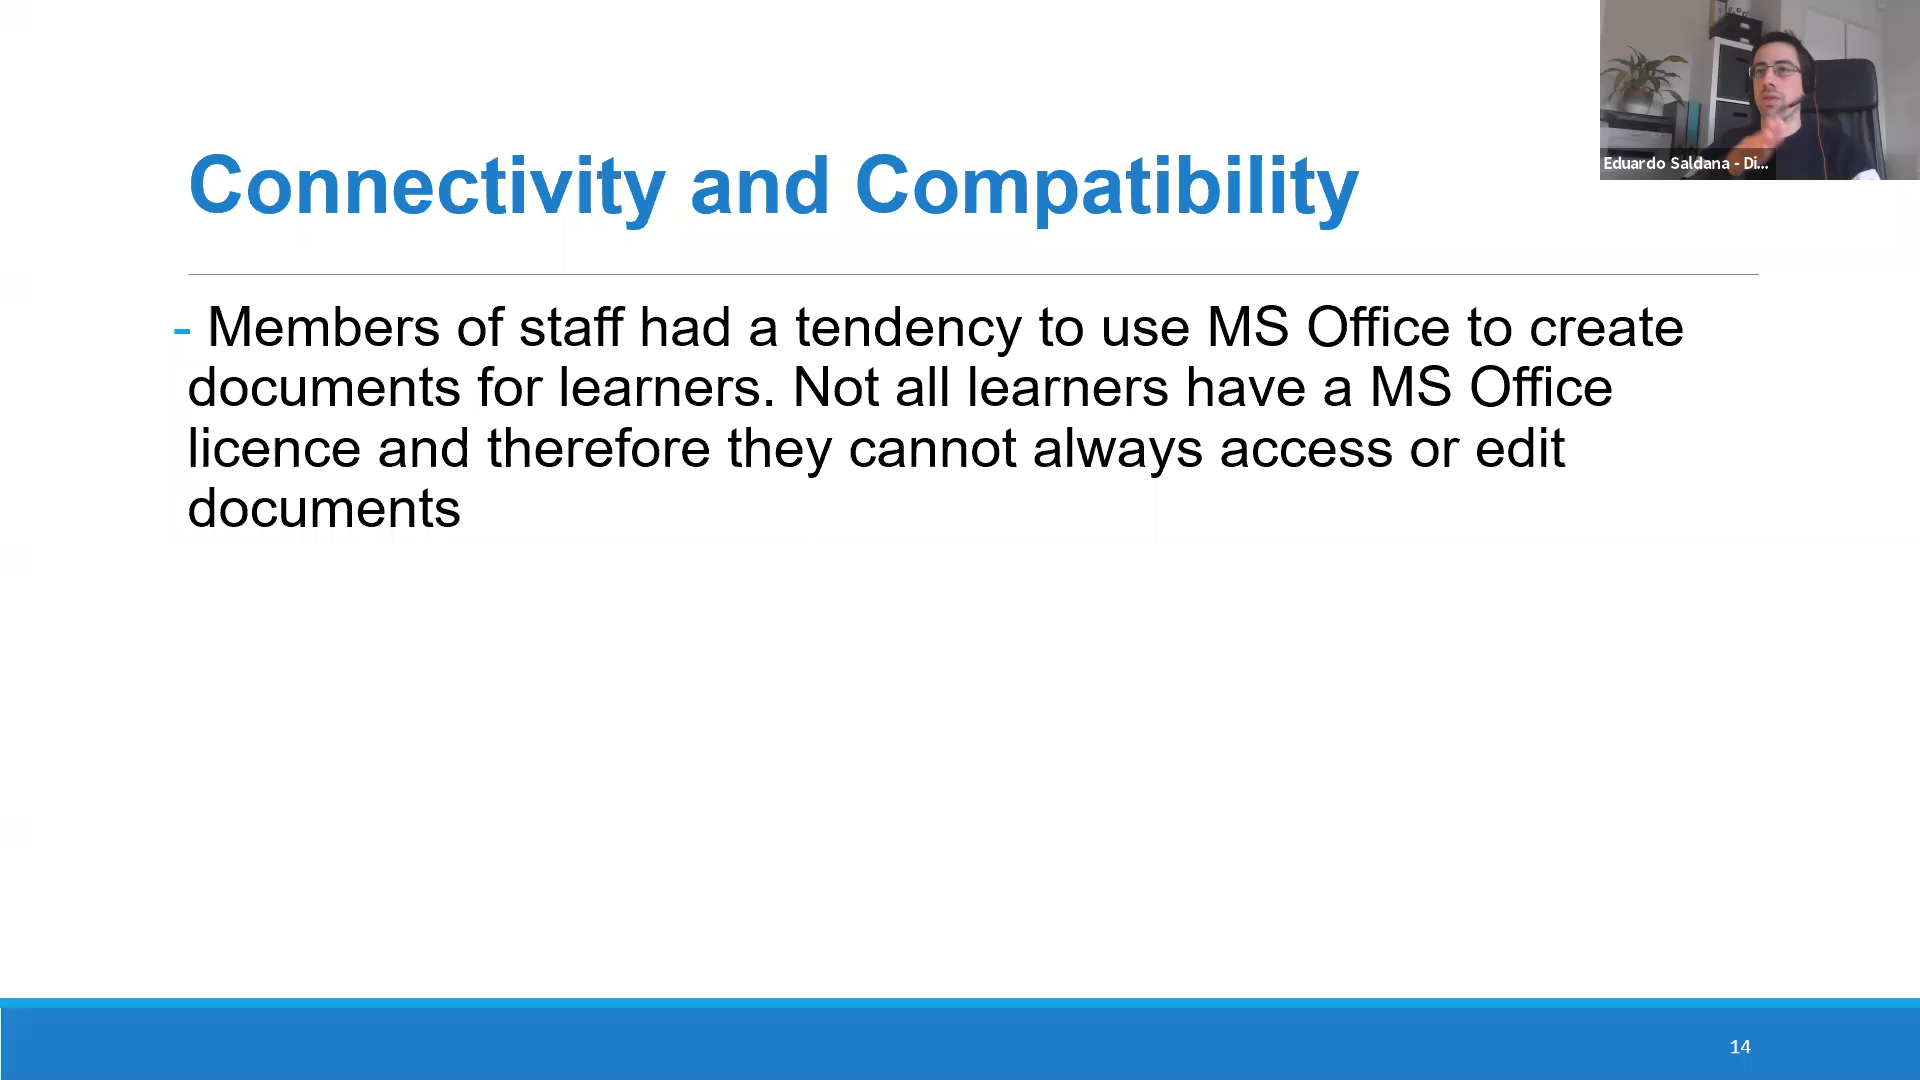 Eduardo Saldana - Di...
Connectivity and Compatibility
- Members of staff had a tendency to use MS Office to create
documents for learners. Not all learners have a MS Office
licence and therefore they cannot always access or edit
documents
14